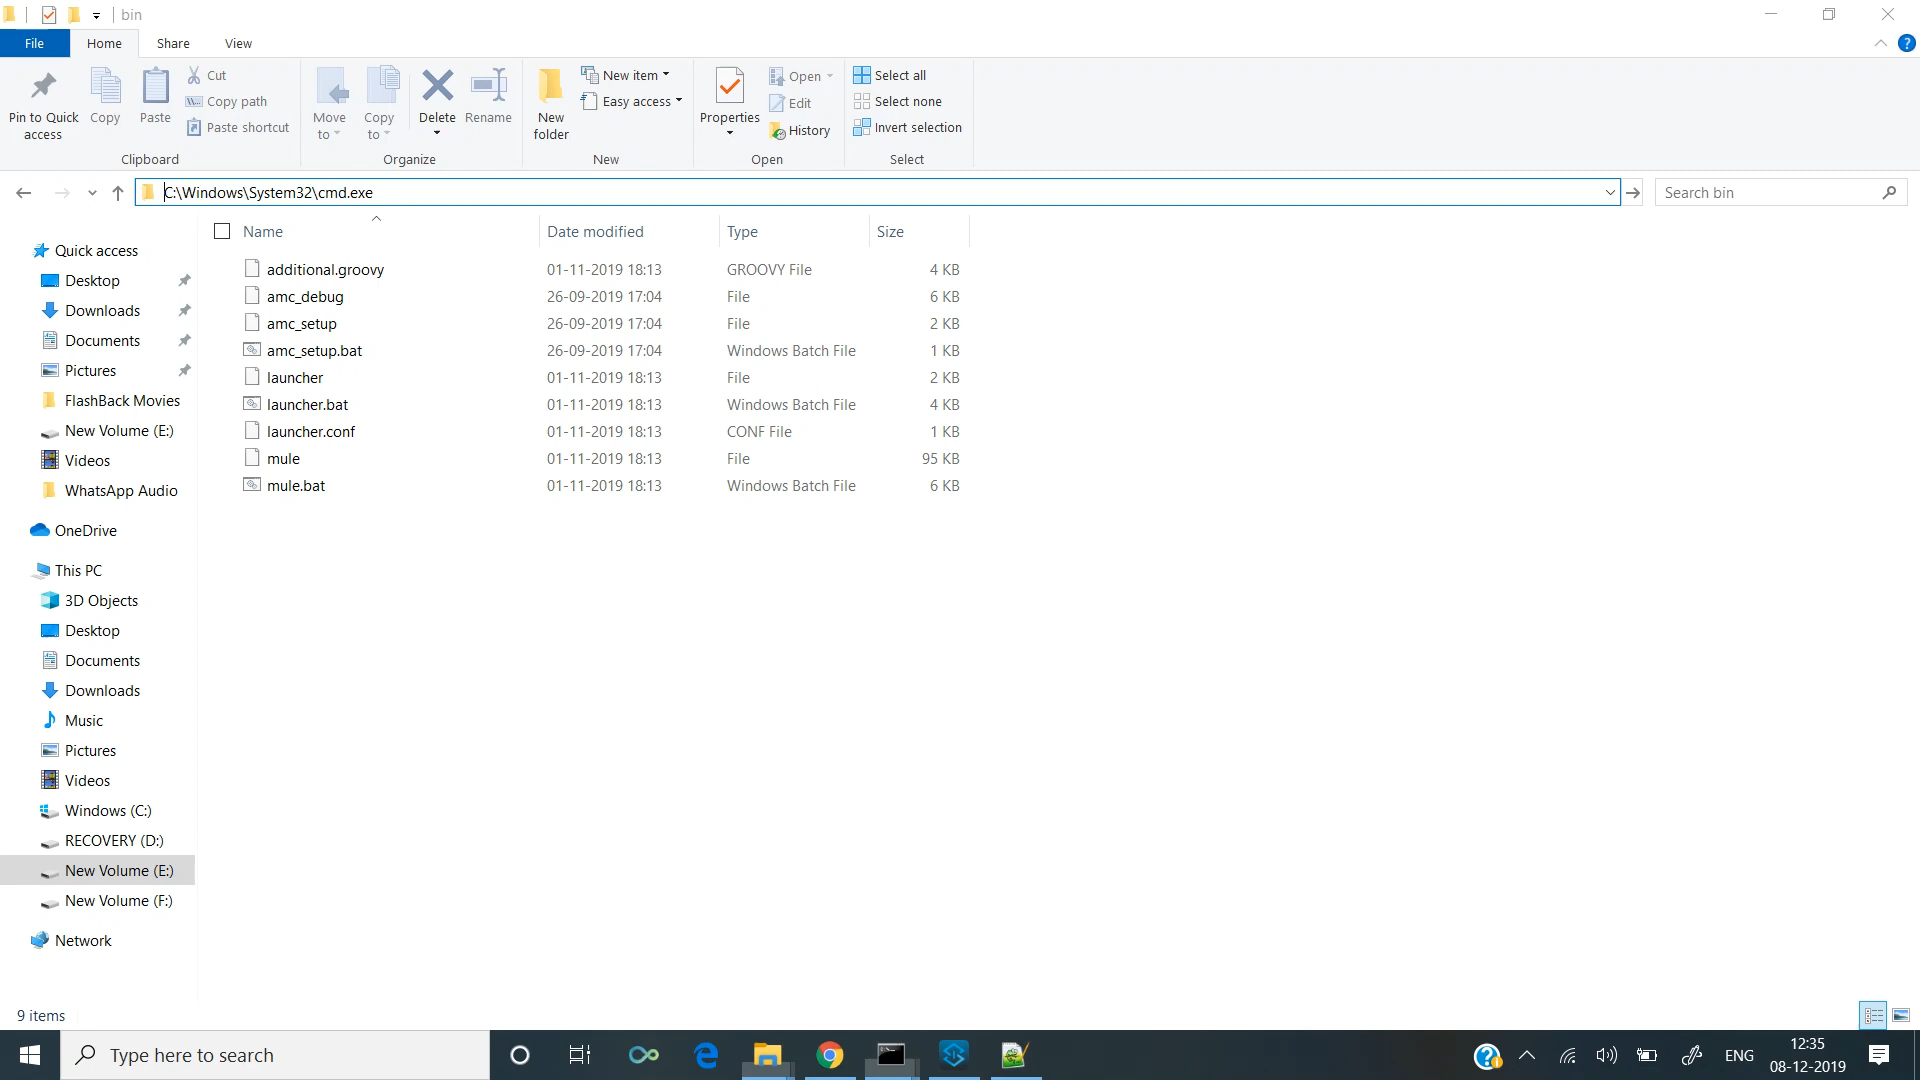 bin
File Home Share View
Pin to Quick access
Copy
Paste
Cut
Copy path
Paste shortcut
Clipboard
Move to
Copy to
Delete
Rename
Organize
New folder
New item
Easy access
New
Properties
Open
Edit
History
Open
Select all
Select none
Invert selection
Select
C:\Windows\System32\cmd.exe
Search bin
Quick access
Desktop
Downloads
Documents
Pictures
FlashBack Movies
New Volume (E:)
Videos
WhatsApp Audio
OneDrive
This PC
3D Objects
Desktop
Documents
Downloads
Music
Pictures
Videos
Windows (C:)
RECOVERY (D:)
New Volume (E:)
New Volume (F:)
Network
Name Date modified Type Size
additional.groovy 01-11-2019 18:13 GROOVY File 4 KB
amc_debug 26-09-2019 17:04 File 6 KB
amc_setup 26-09-2019 17:04 File 2 KB
amc_setup.bat 26-09-2019 17:04 Windows Batch File 1 KB
launcher 01-11-2019 18:13 File 2 KB
launcher.bat 01-11-2019 18:13 Windows Batch File 4 KB
launcher.conf 01-11-2019 18:13 CONF File 1 KB
mule 01-11-2019 18:13 File 95 KB
mule.bat 01-11-2019 18:13 Windows Batch File 6 KB
9 items
Type here to search
ENG
12:35
08-12-2019